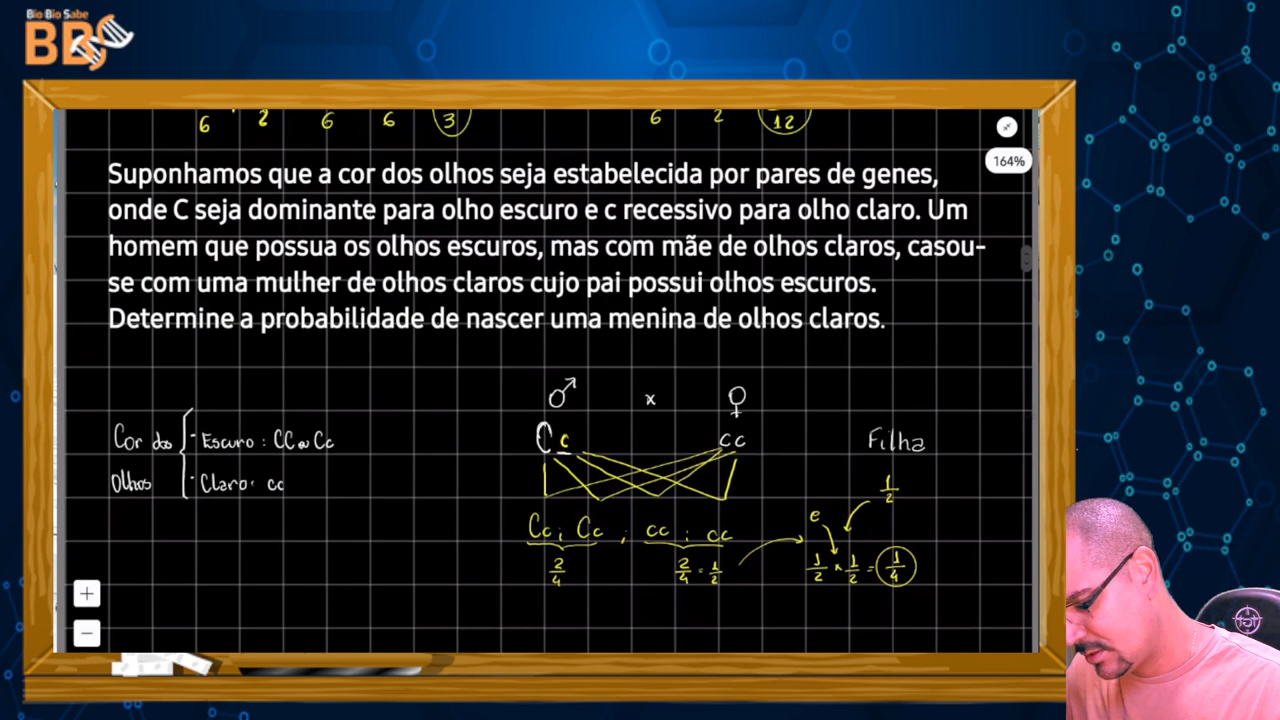 Bio Bio Sabe
BBS
6 2 6 6 3 6 2 12
164%
Suponhamos que a cor dos olhos seja estabelecida por pares de genes,
onde C seja dominante para olho escuro e c recessivo para olho claro. Um
homem que possua os olhos escuros, mas com mãe de olhos claros, casou-
se com uma mulher de olhos claros cujo pai possui olhos escuros.
Determine a probabilidade de nascer uma menina de olhos claros.
♂ x ♀
Cor dos Olhos
- Escuro: CC ou Cc
- Claro: cc
Cc cc Filha
1/2
Cc ; Cc ; cc ; cc e
2/4 2/4 = 1/2 1/2 x 1/2 = 1/4
+
−